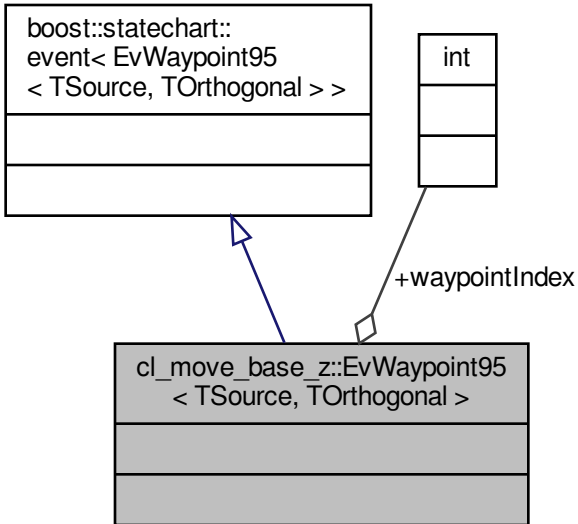 boost::statechart::
event< EvWaypoint95
< TSource, TOrthogonal > >
int
+waypointIndex
cl_move_base_z::EvWaypoint95
< TSource, TOrthogonal >